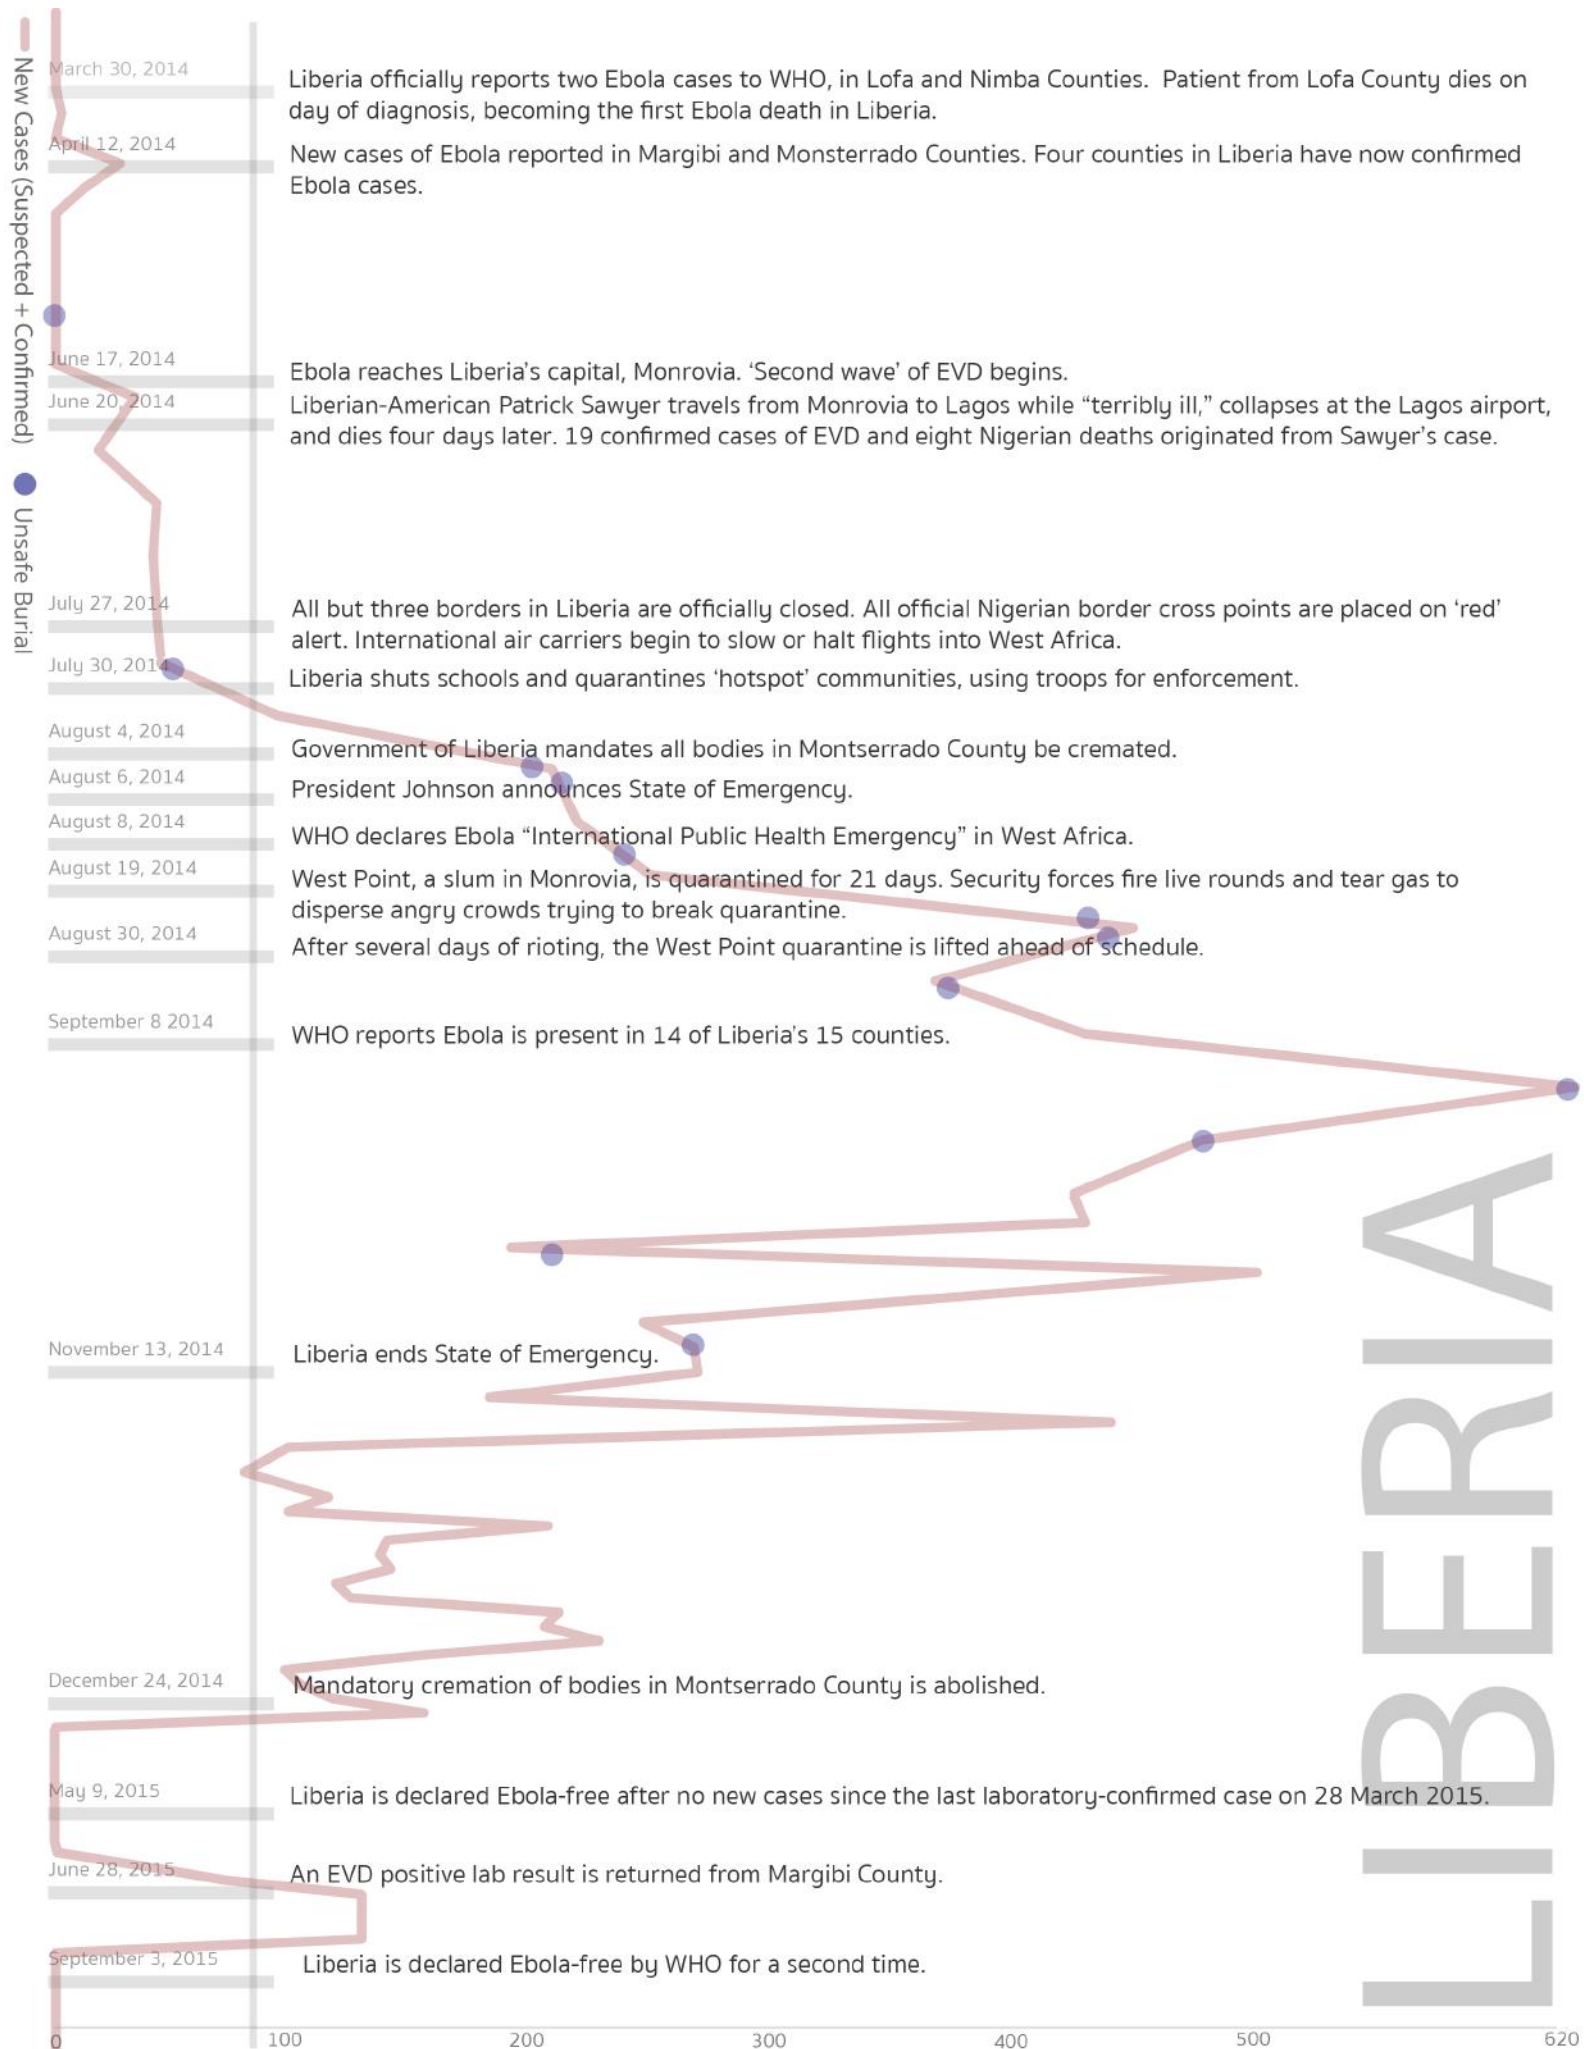 New Cases (Suspected + Confirmed)
Unsafe Burial
March 30, 2014
Liberia officially reports two Ebola cases to WHO, in Lofa and Nimba Counties. Patient from Lofa County dies on
day of diagnosis, becoming the first Ebola death in Liberia.
April 12, 2014
New cases of Ebola reported in Margibi and Monsterrado Counties. Four counties in Liberia have now confirmed
Ebola cases.
June 17, 2014
Ebola reaches Liberia's capital, Monrovia. ‘Second wave’ of EVD begins.
June 20, 2014
Liberian-American Patrick Sawyer travels from Monrovia to Lagos while “terribly ill,” collapses at the Lagos airport,
and dies four days later. 19 confirmed cases of EVD and eight Nigerian deaths originated from Sawyer's case.
July 27, 2014
All but three borders in Liberia are officially closed. All official Nigerian border cross points are placed on ‘red’
alert. International air carriers begin to slow or halt flights into West Africa.
July 30, 2014
Liberia shuts schools and quarantines ‘hotspot’ communities, using troops for enforcement.
August 4, 2014
Government of Liberia mandates all bodies in Montserrado County be cremated.
August 6, 2014
President Johnson announces State of Emergency.
August 8, 2014
WHO declares Ebola “International Public Health Emergency” in West Africa.
August 19, 2014
West Point, a slum in Monrovia, is quarantined for 21 days. Security forces fire live rounds and tear gas to
disperse angry crowds trying to break quarantine.
August 30, 2014
After several days of rioting, the West Point quarantine is lifted ahead of schedule.
September 8 2014
WHO reports Ebola is present in 14 of Liberia's 15 counties.
November 13, 2014
Liberia ends State of Emergency.
December 24, 2014
Mandatory cremation of bodies in Montserrado County is abolished.
May 9, 2015
Liberia is declared Ebola-free after no new cases since the last laboratory-confirmed case on 28 March 2015.
June 28, 2015
An EVD positive lab result is returned from Margibi County.
September 3, 2015
Liberia is declared Ebola-free by WHO for a second time.
LIBERIA
0 100 200 300 400 500 620